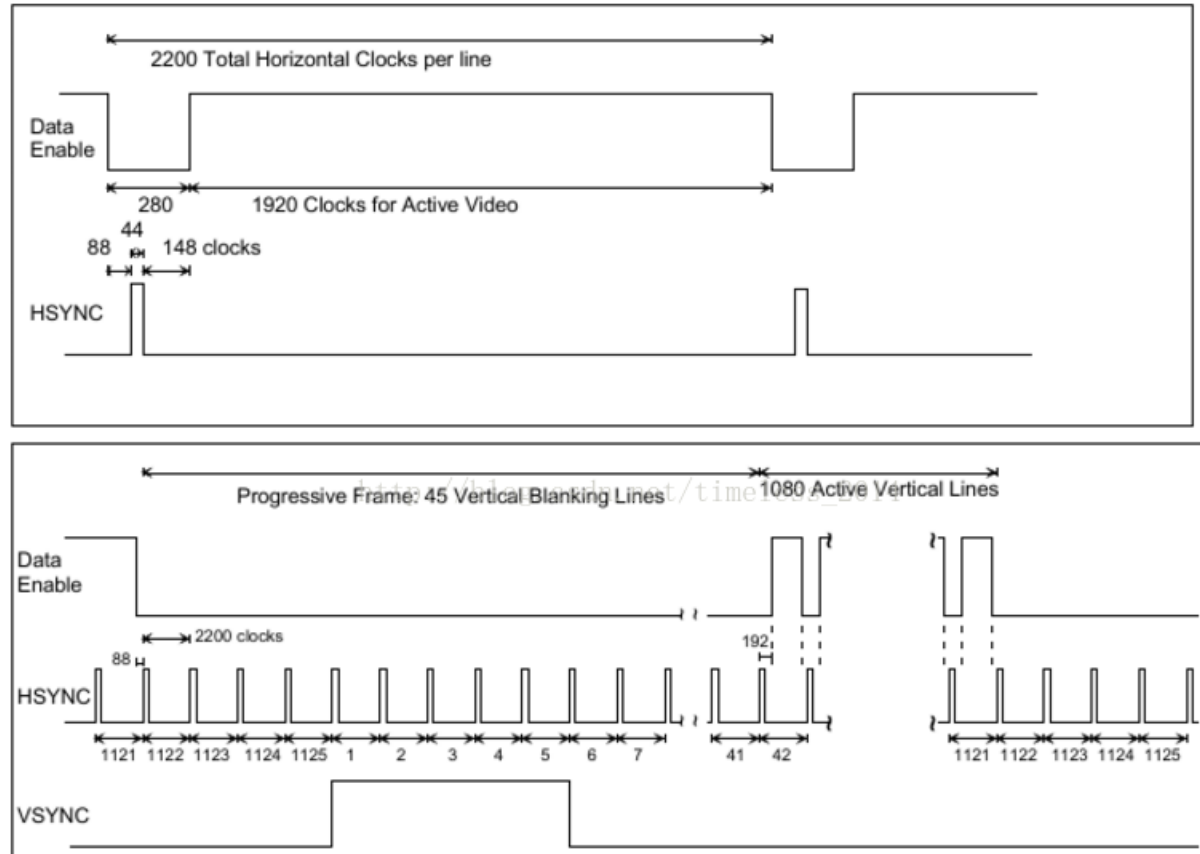 2200 Total Horizontal Clocks per line
Data
Enable
280
1920 Clocks for Active Video
44
88
148 clocks
HSYNC
Progressive Frame: 45 Vertical Blanking Lines
1080 Active Vertical Lines
Data
Enable
2200 clocks
88
192
HSYNC
1121 1122 1123 1124 1125 1 2 3 4 5 6 7 41 42 1121 1122 1123 1124 1125
VSYNC